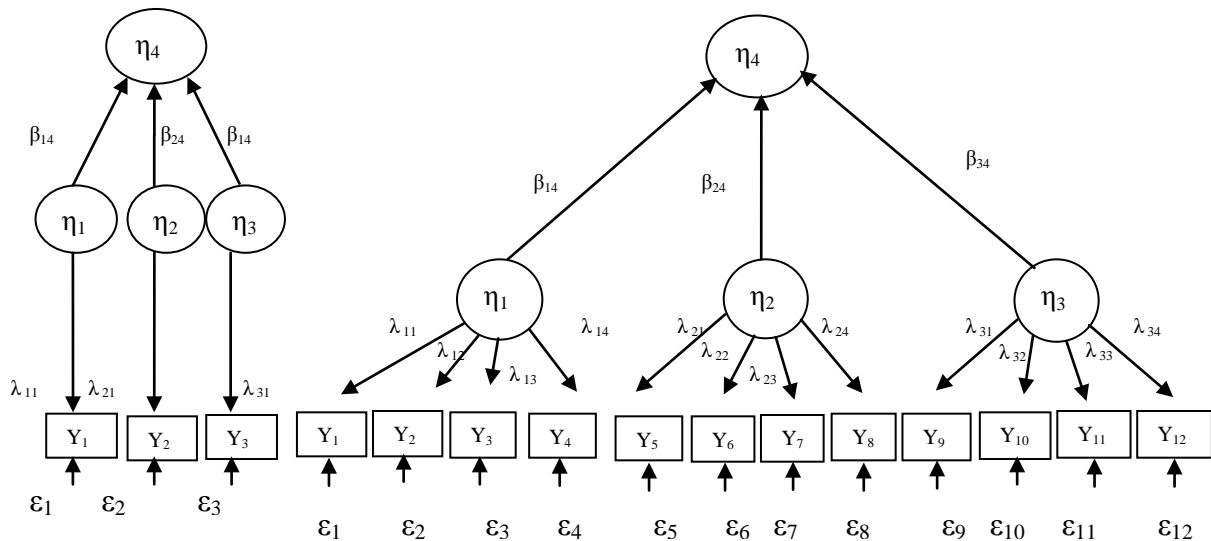 η4 η4
β14 β24 β14
β14 β24 β34
η1 η2 η3
η1 η2 η3
λ11 λ12 λ13 λ14 λ21 λ22 λ23 λ24 λ31 λ32 λ33 λ34
λ11 λ21 λ31
Y1 Y2 Y3 Y1 Y2 Y3 Y4 Y5 Y6 Y7 Y8 Y9 Y10 Y11 Y12
ε1 ε2 ε3 ε1 ε2 ε3 ε4 ε5 ε6 ε7 ε8 ε9 ε10 ε11 ε12